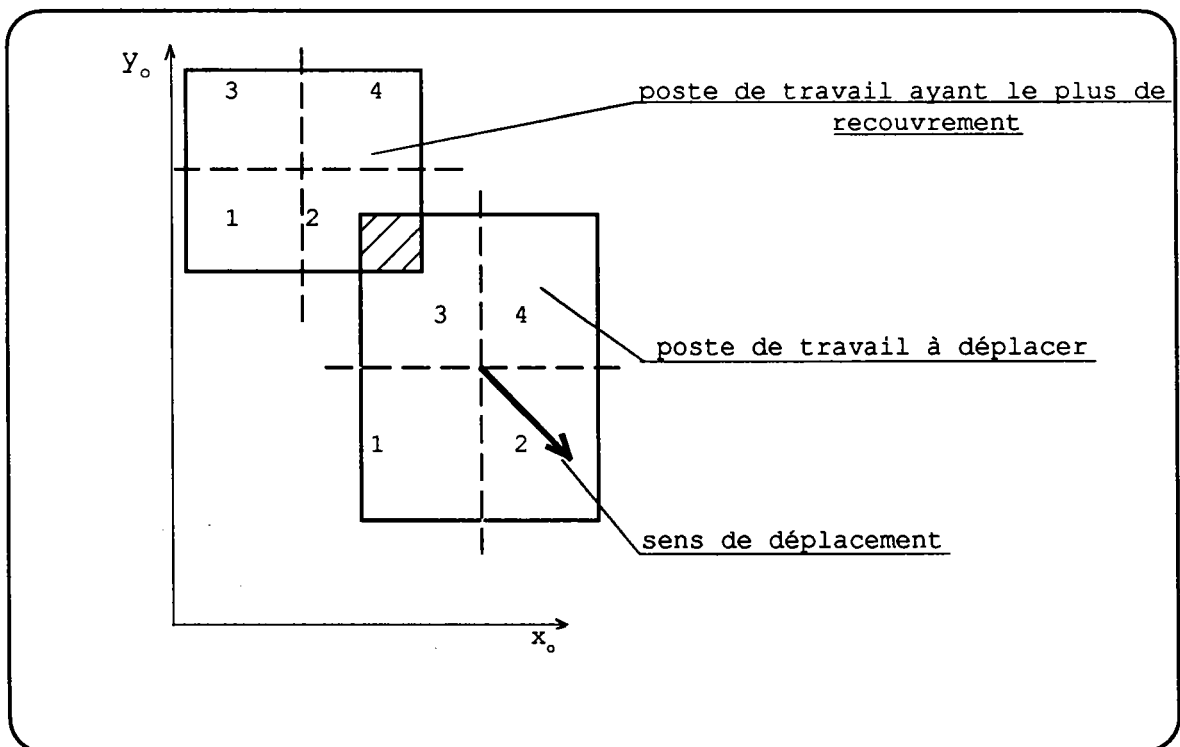 y₀
3 4
poste de travail ayant le plus de
recouvrement
1 2
3 4
poste de travail à déplacer
1 2
sens de déplacement
x₀